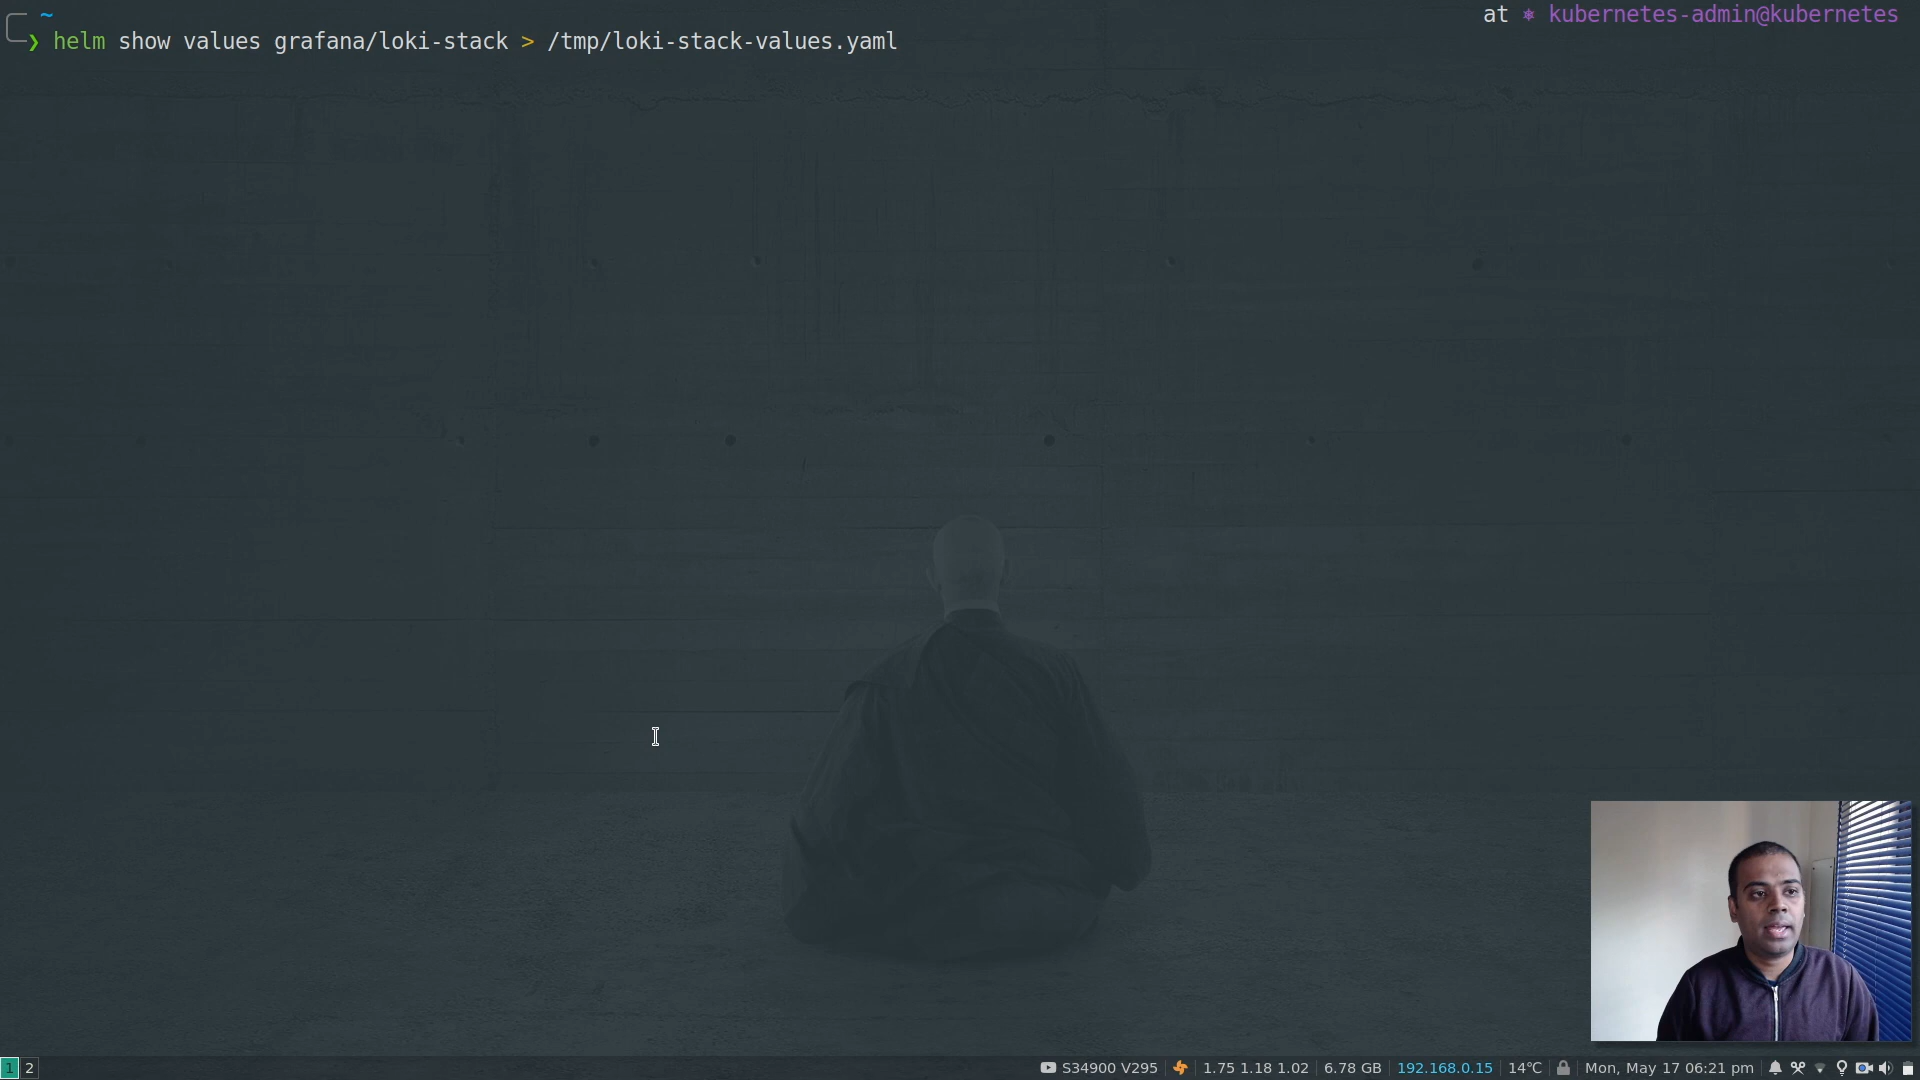 ~
at ⎈ kubernetes-admin@kubernetes
❯ helm show values grafana/loki-stack > /tmp/loki-stack-values.yaml
1 2
S34900 V295 1.75 1.18 1.02 6.78 GB 192.168.0.15 14°C Mon, May 17 06:21 pm